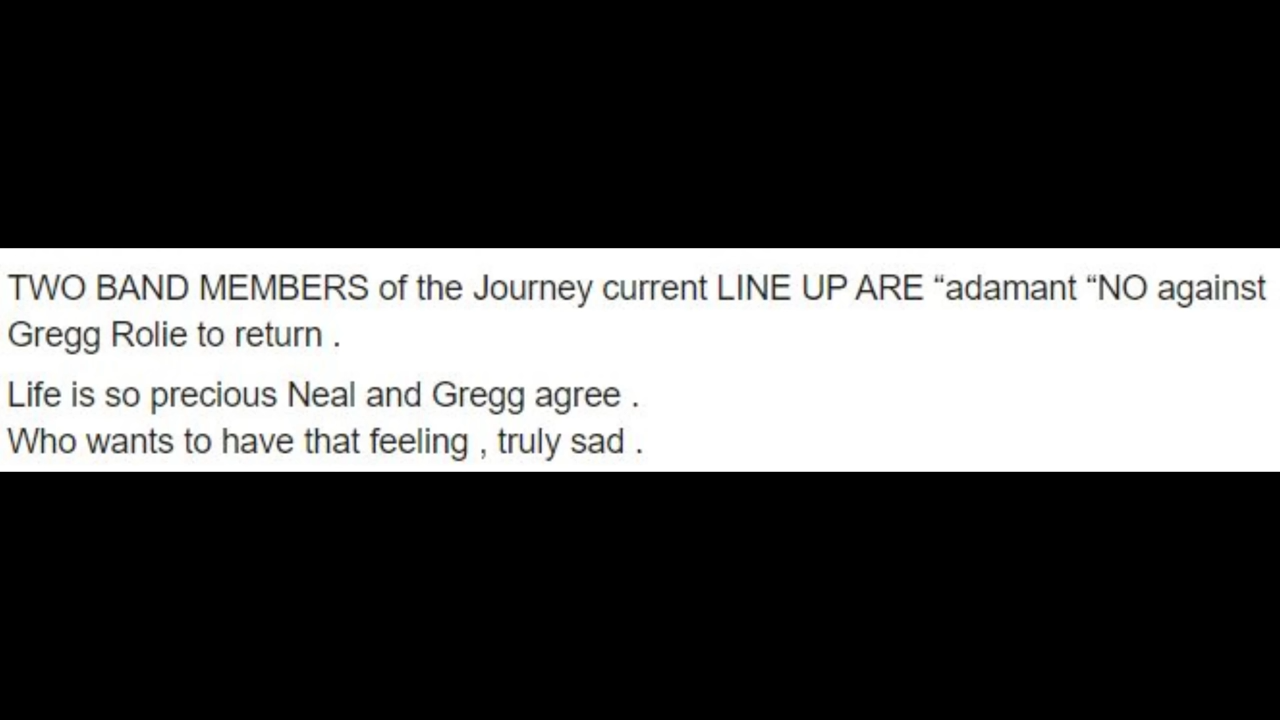 TWO BAND MEMBERS of the Journey current LINE UP ARE “adamant “NO against
Gregg Rolie to return .
Life is so precious Neal and Gregg agree .
Who wants to have that feeling , truly sad .